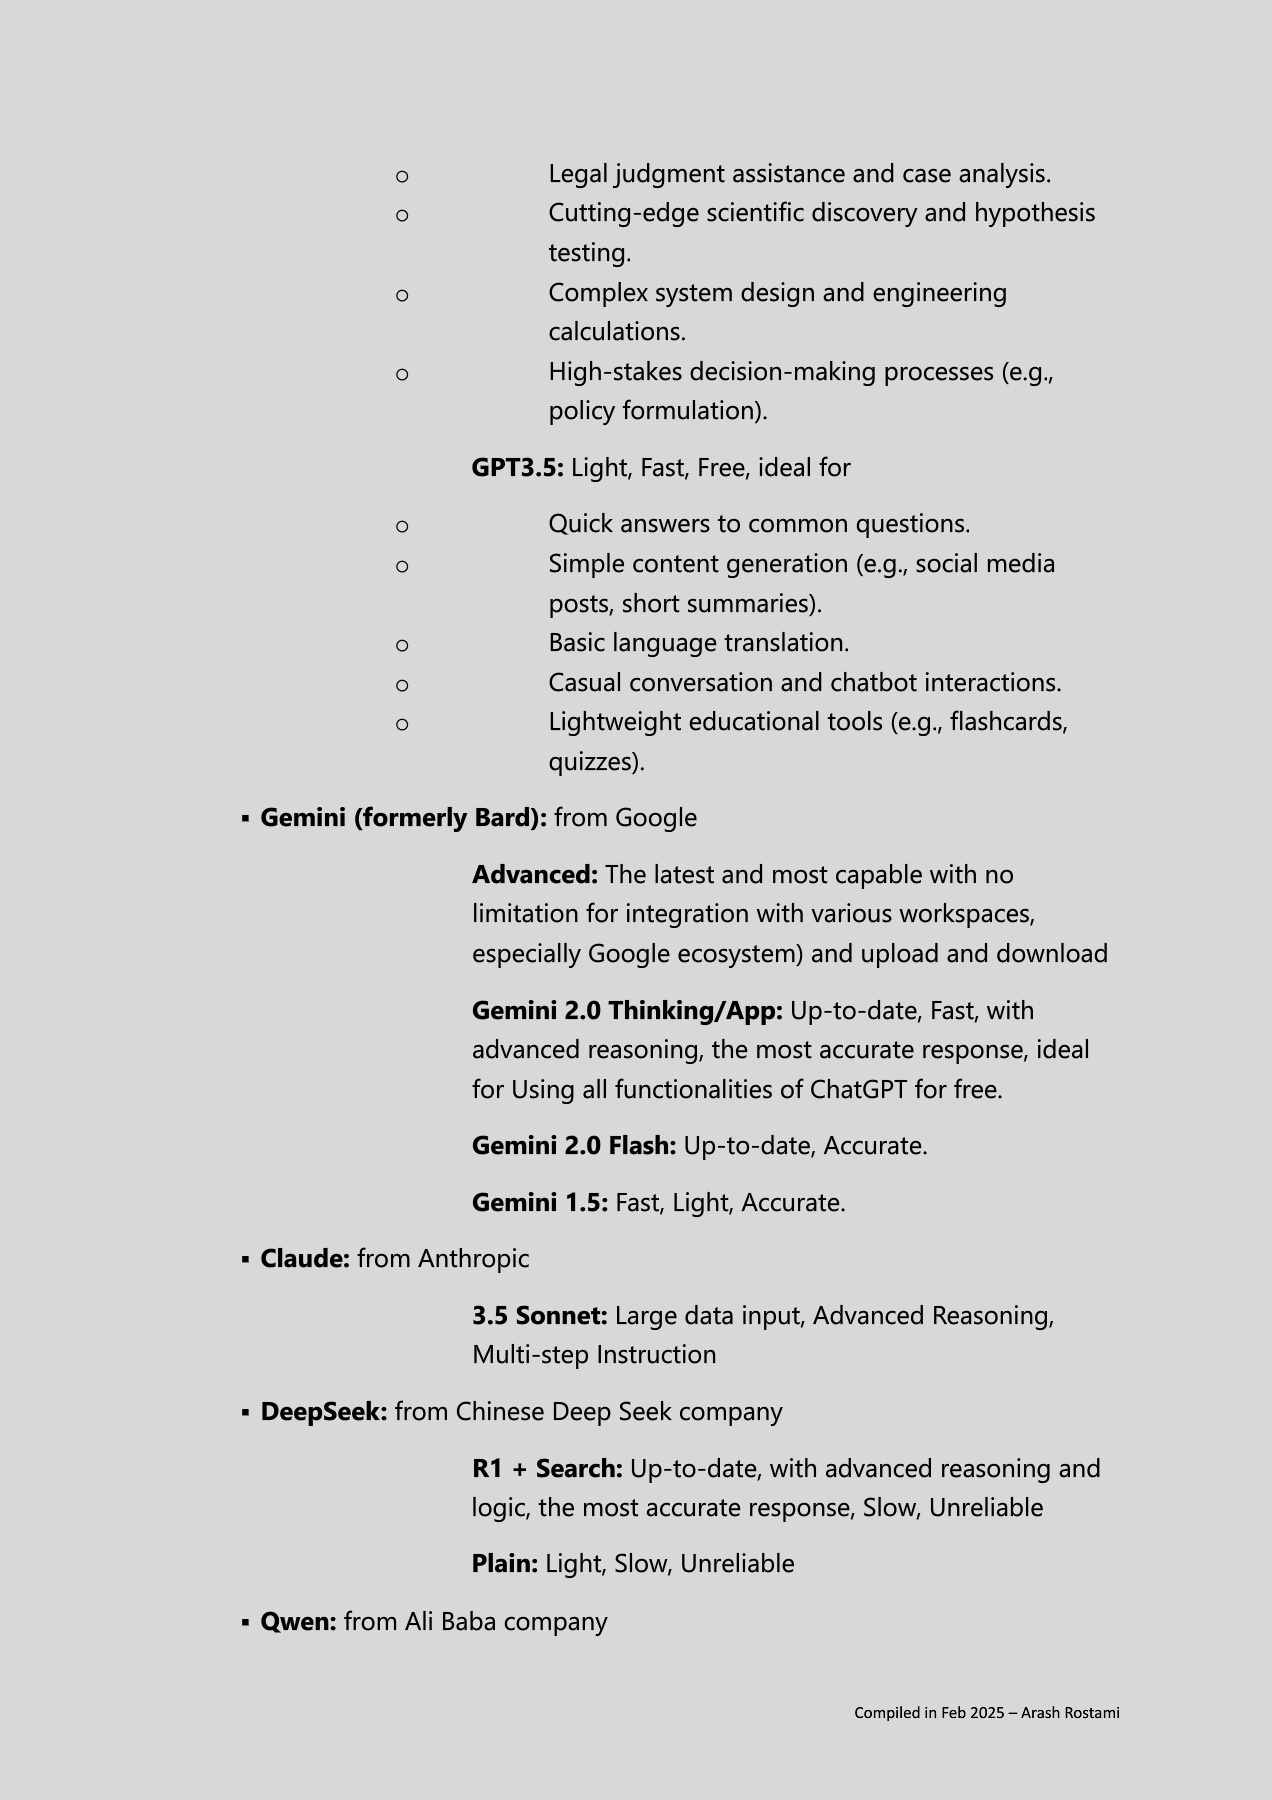 ○ Legal judgment assistance and case analysis.
○ Cutting-edge scientific discovery and hypothesis
testing.
○ Complex system design and engineering
calculations.
○ High-stakes decision-making processes (e.g.,
policy formulation).
GPT3.5: Light, Fast, Free, ideal for
○ Quick answers to common questions.
○ Simple content generation (e.g., social media
posts, short summaries).
○ Basic language translation.
○ Casual conversation and chatbot interactions.
○ Lightweight educational tools (e.g., flashcards,
quizzes).
▪ Gemini (formerly Bard): from Google
Advanced: The latest and most capable with no
limitation for integration with various workspaces,
especially Google ecosystem) and upload and download
Gemini 2.0 Thinking/App: Up-to-date, Fast, with
advanced reasoning, the most accurate response, ideal
for Using all functionalities of ChatGPT for free.
Gemini 2.0 Flash: Up-to-date, Accurate.
Gemini 1.5: Fast, Light, Accurate.
▪ Claude: from Anthropic
3.5 Sonnet: Large data input, Advanced Reasoning,
Multi-step Instruction
▪ DeepSeek: from Chinese Deep Seek company
R1 + Search: Up-to-date, with advanced reasoning and
logic, the most accurate response, Slow, Unreliable
Plain: Light, Slow, Unreliable
▪ Qwen: from Ali Baba company
Compiled in Feb 2025 – Arash Rostami